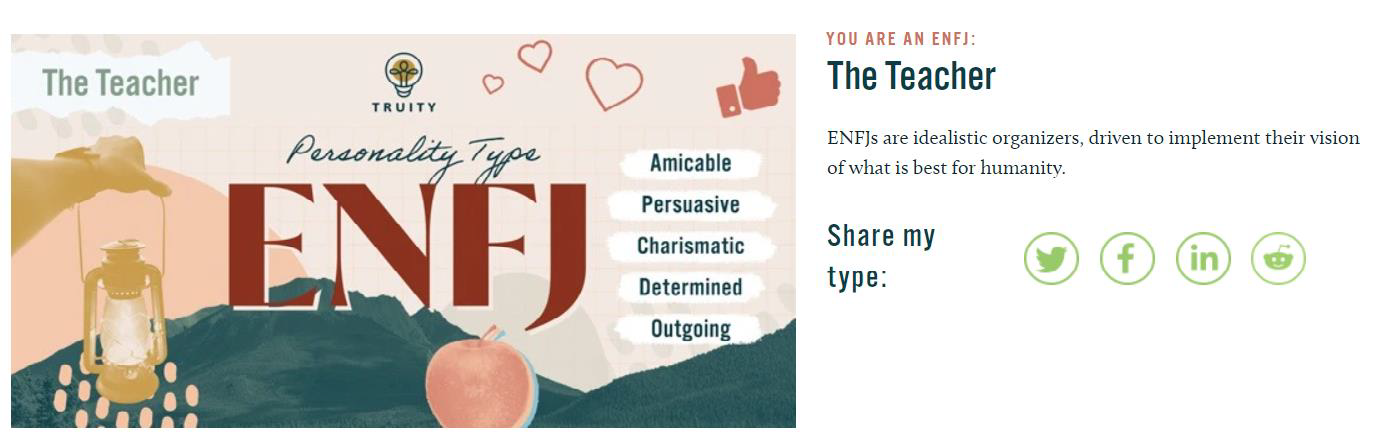 The Teacher
TRUITY
Personality Type
ENFJ
Amicable
Persuasive
Charismatic
Determined
Outgoing
YOU ARE AN ENFJ:
The Teacher
ENFJs are idealistic organizers, driven to implement their vision
of what is best for humanity.
Share my
type: